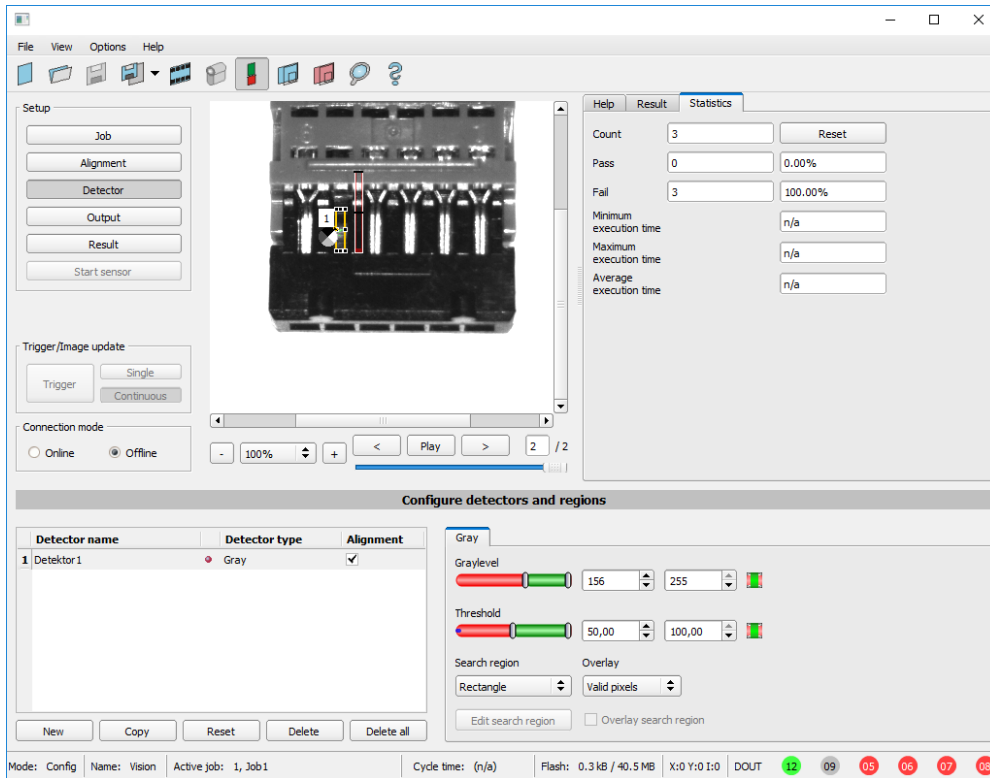 File View Options Help
Setup
Job
Alignment
Detector
Output
Result
Start sensor
Trigger/Image update
Trigger
Single
Continuous
Connection mode
Online Offline
1
- 100% + < Play > 2 / 2
Help Result Statistics
Count 3 Reset
Pass 0 0.00%
Fail 3 100.00%
Minimum
execution time n/a
Maximum
execution time n/a
Average
execution time n/a
Configure detectors and regions
Detector name Detector type Alignment
1 Detektor1 Gray
New Copy Reset Delete Delete all
Gray
Graylevel
156 255
Threshold
50,00 100,00
Search region Overlay
Rectangle Valid pixels
Edit search region Overlay search region
Mode: Config Name: Vision Active job: 1, Job1 Cycle time: (n/a) Flash: 0.3 kB / 40.5 MB X:0 Y:0 I:0 DOUT 12 09 05 06 07 08